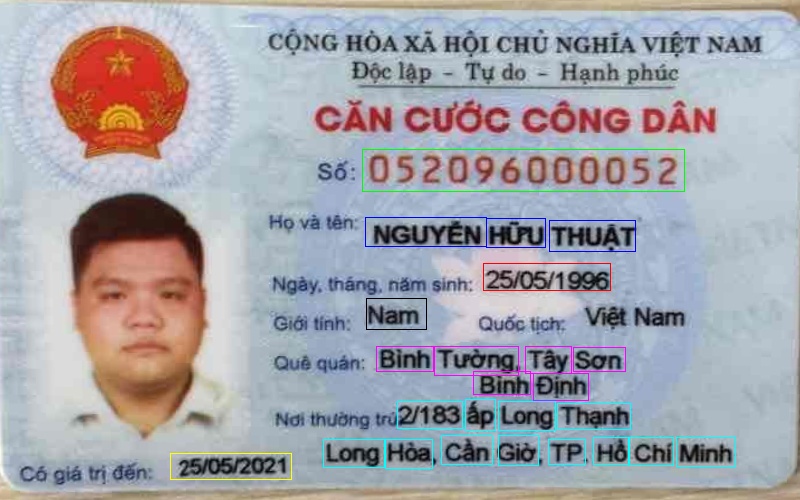 CỘNG HÒA XÃ HỘI CHỦ NGHĨA VIỆT NAM
Độc lập - Tự do - Hạnh phúc
CĂN CƯỚC CÔNG DÂN
Số: 052096000052
Họ và tên: NGUYỄN HỮU THUẬT
Ngày, tháng, năm sinh: 25/05/1996
Giới tính: Nam Quốc tịch: Việt Nam
Quê quán: Bình Tường, Tây Sơn
Bình Định
Nơi thường trú: 2/183 ấp Long Thạnh
Long Hòa, Cần Giờ, TP. Hồ Chí Minh
Có giá trị đến: 25/05/2021